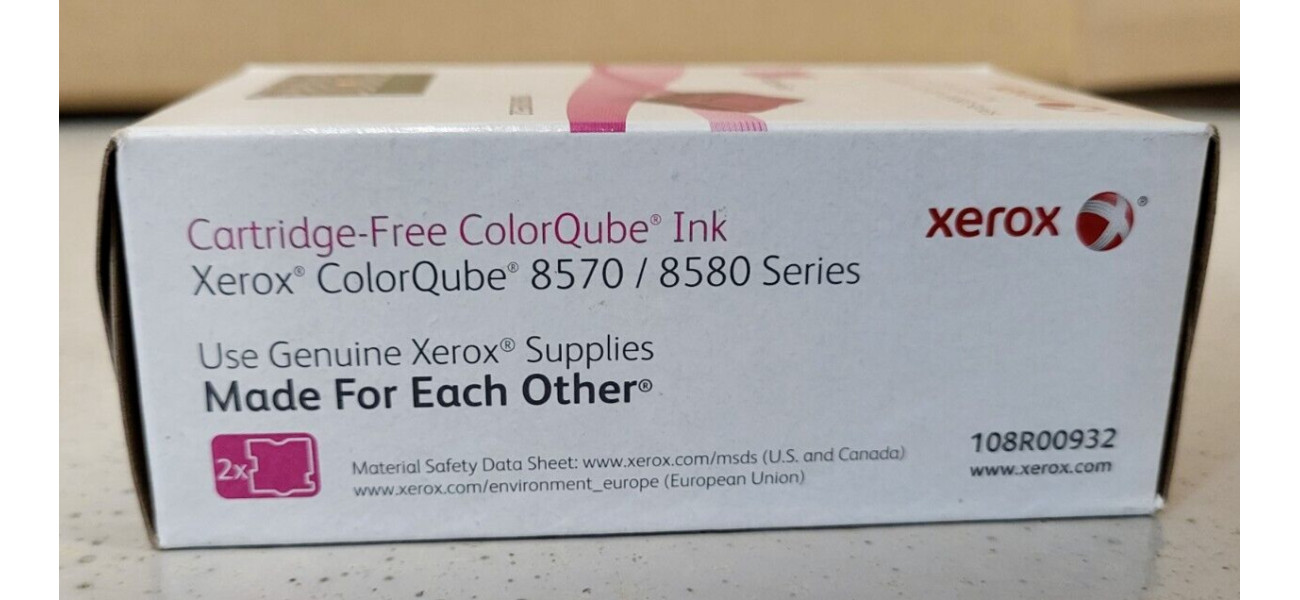 Cartridge-Free ColorQube® Ink
Xerox® ColorQube® 8570 / 8580 Series
xerox ®
Use Genuine Xerox® Supplies
Made For Each Other®
2x
Material Safety Data Sheet: www.xerox.com/msds (U.S. and Canada)
www.xerox.com/environment_europe (European Union)
108R00932
www.xerox.com